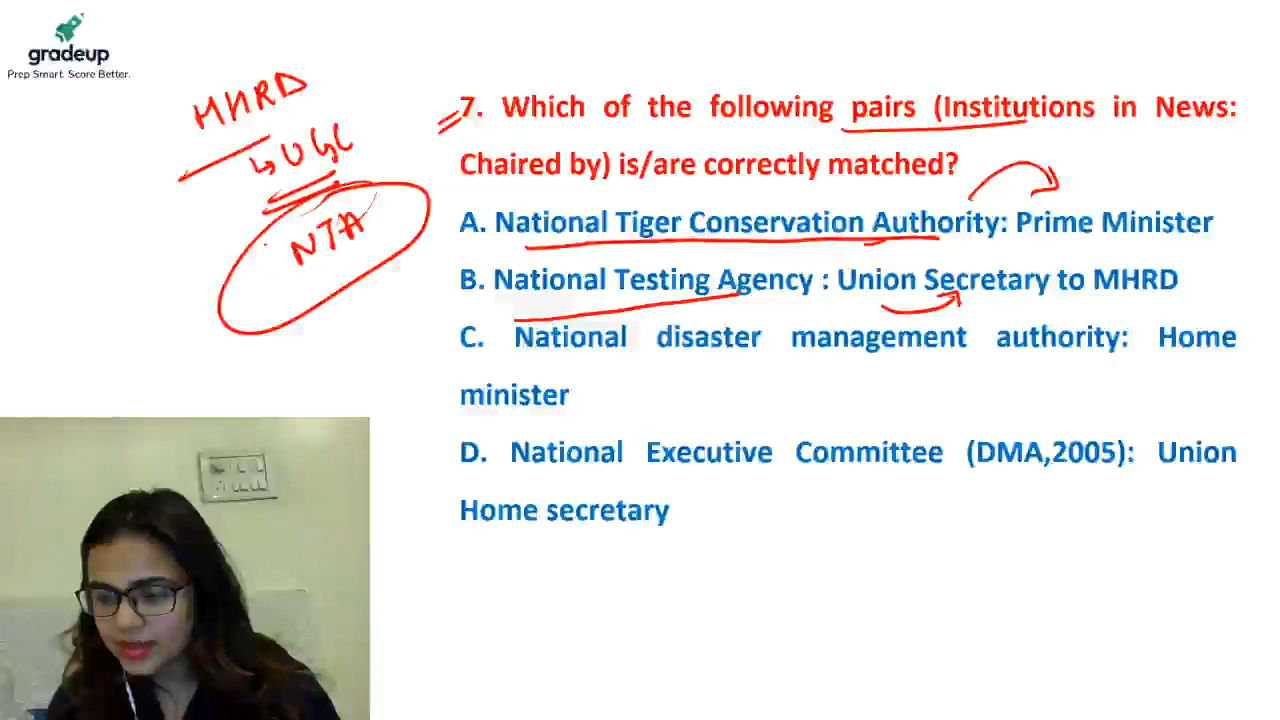 gradeup
Prep Smart. Score Better.
MHRD
UGC
NTA
7. Which of the following pairs (Institutions in News:
Chaired by) is/are correctly matched?
A. National Tiger Conservation Authority: Prime Minister
B. National Testing Agency : Union Secretary to MHRD
C. National disaster management authority: Home
minister
D. National Executive Committee (DMA,2005): Union
Home secretary